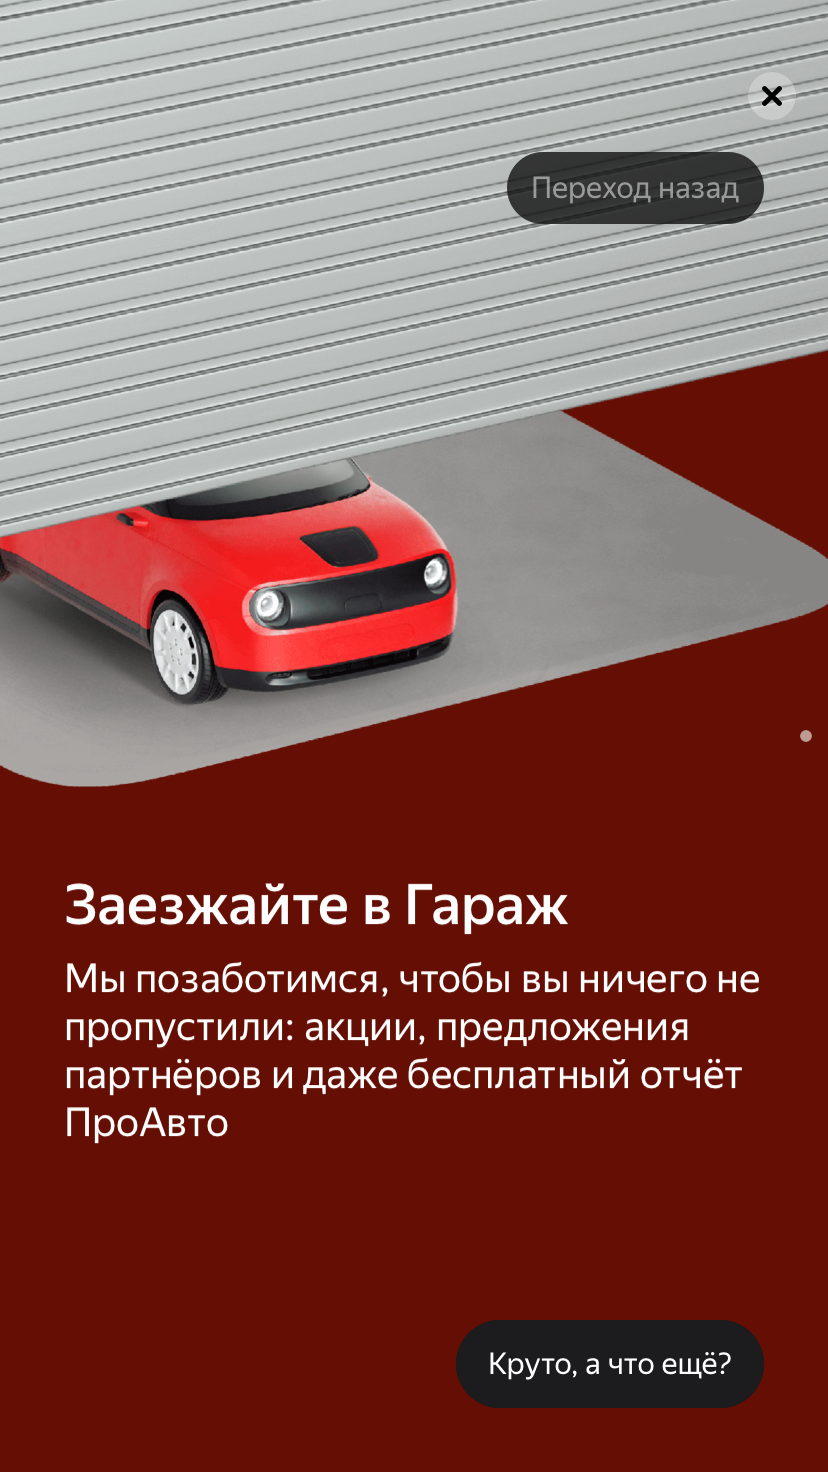 Переход назад
Заезжайте в Гараж
Мы позаботимся, чтобы вы ничего не
пропустили: акции, предложения
партнёров и даже бесплатный отчёт
ПроАвто
Круто, а что ещё?